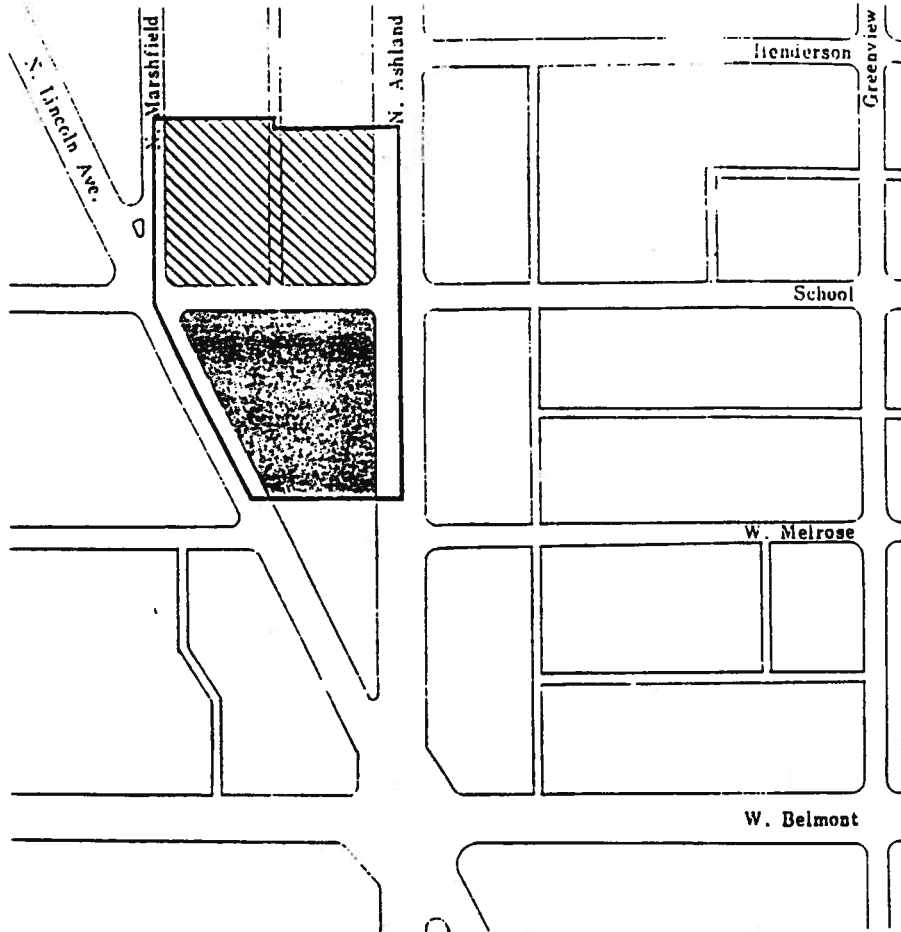 N. Lincoln Ave.
N. Marshfield
N. Ashland
Henderson
Greenview
School
W. Melrose
W. Belmont